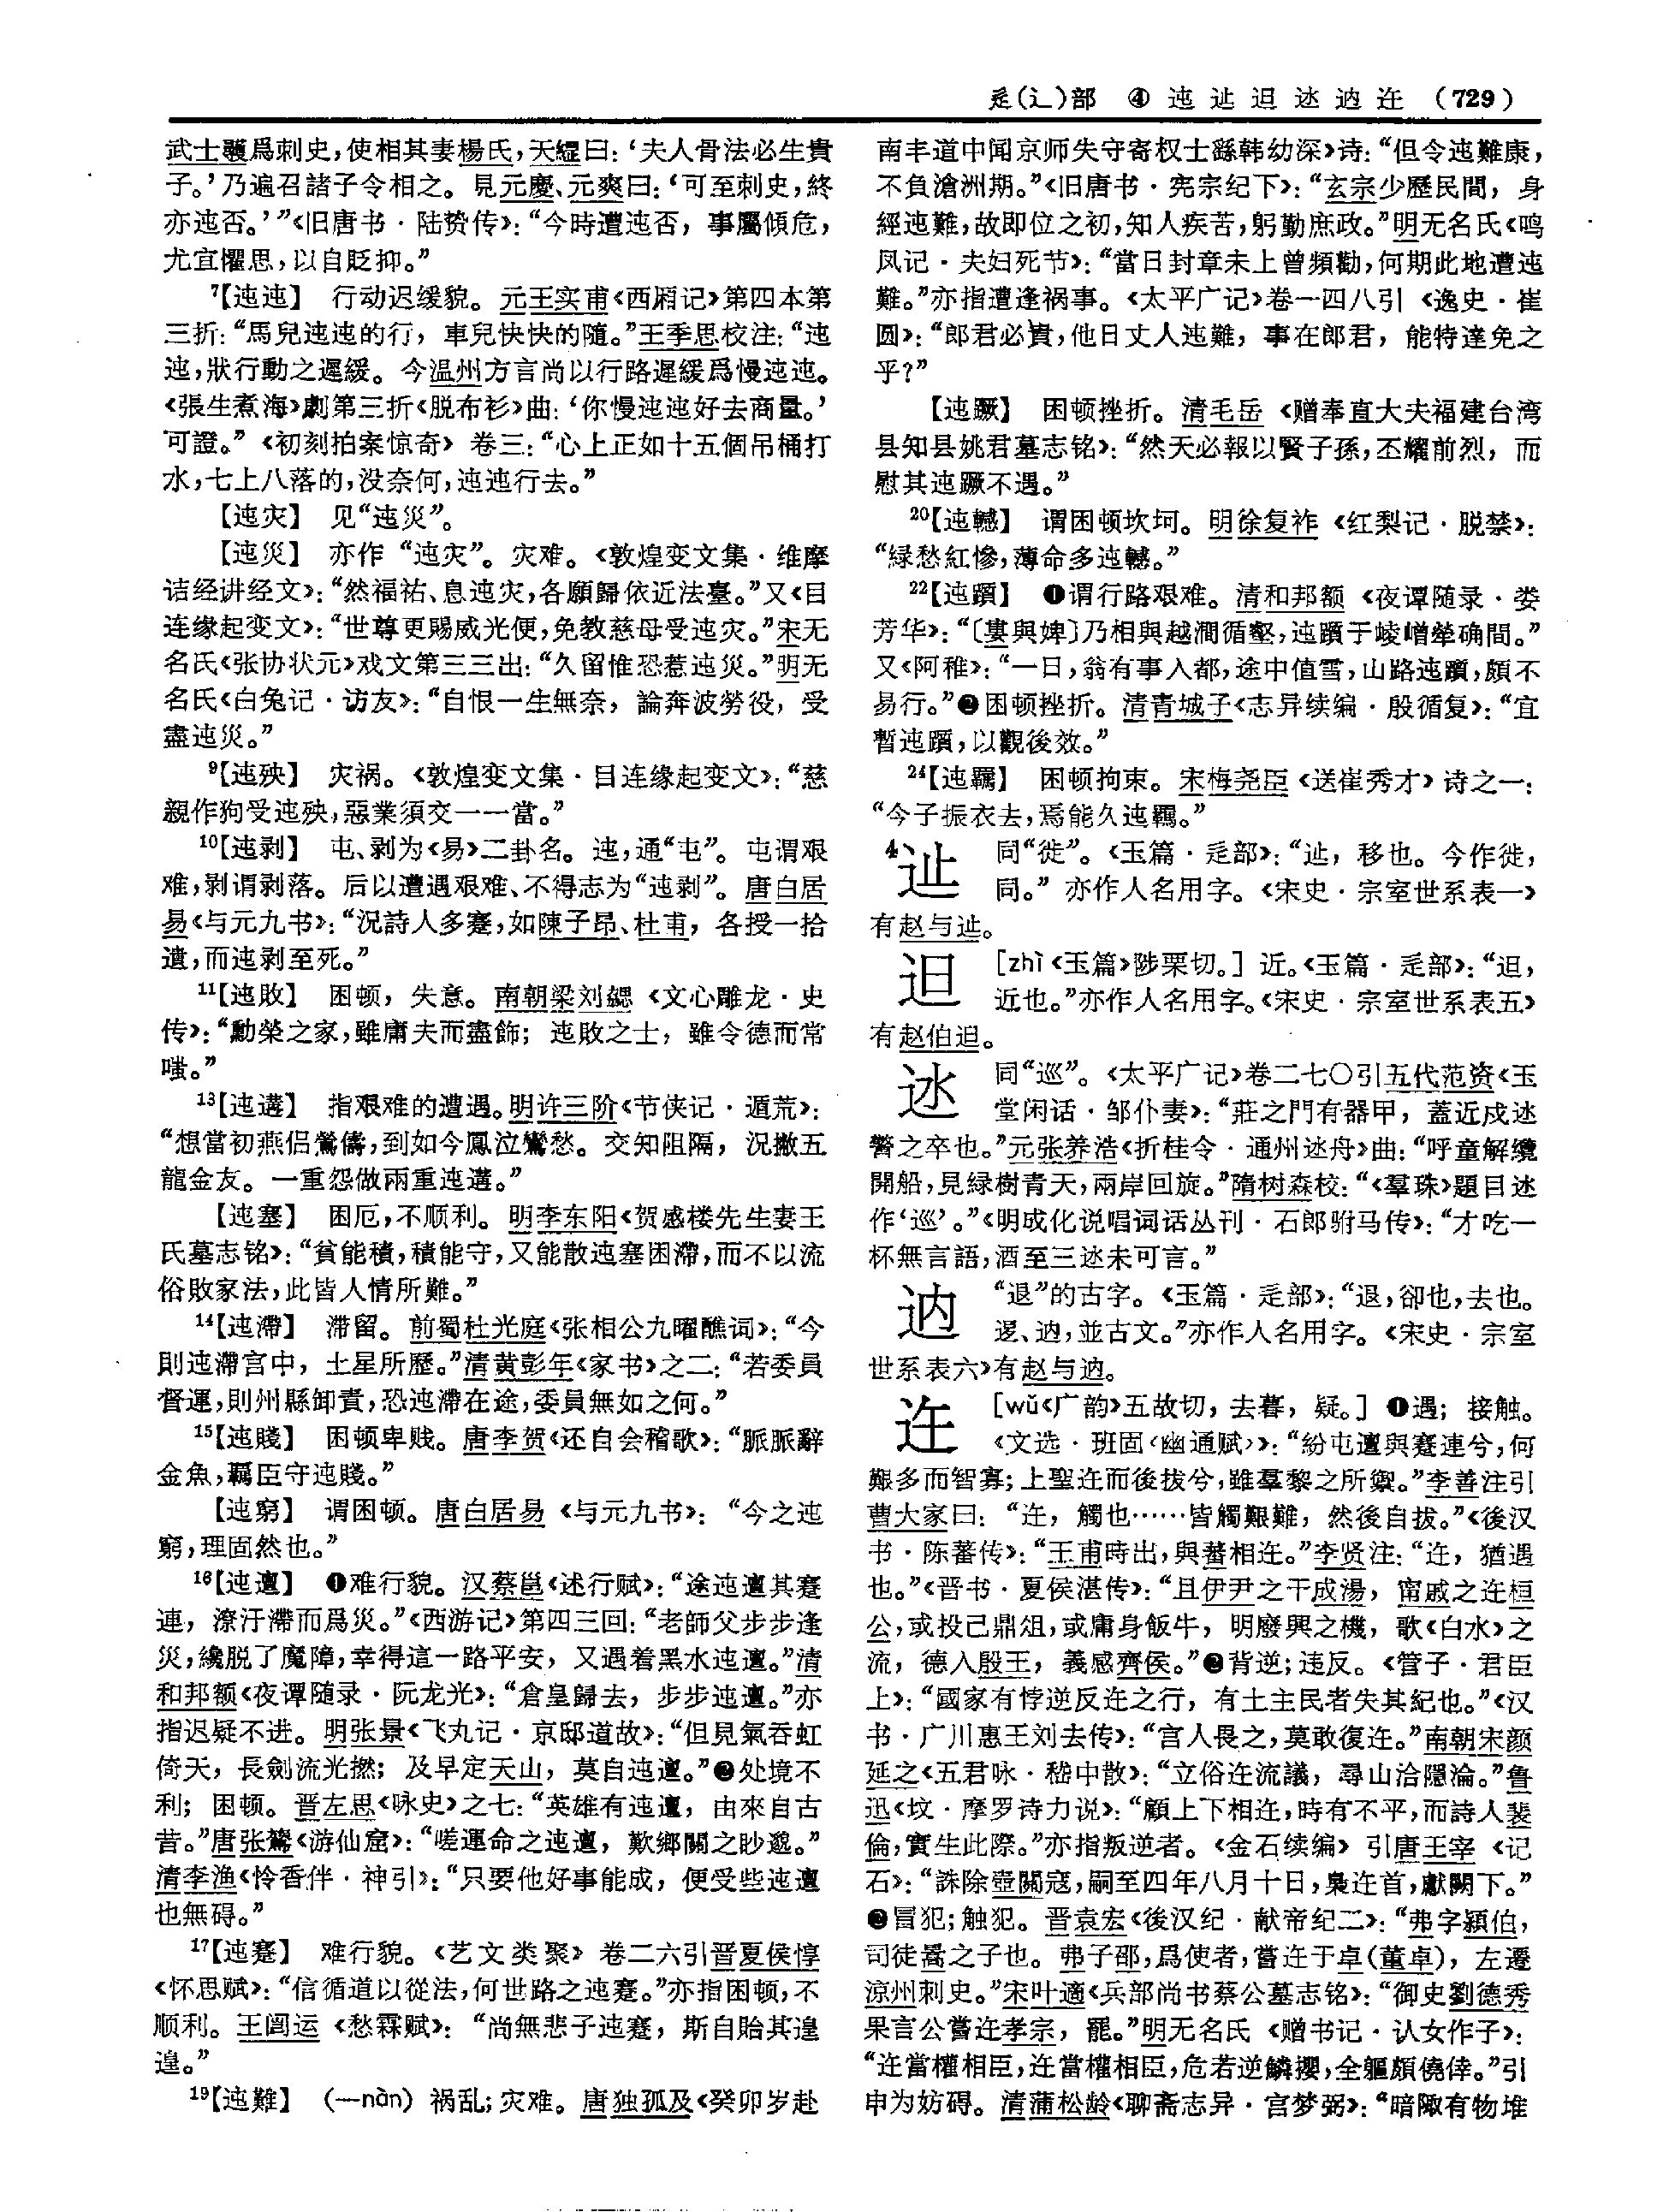 辵(辶)部 ④ 迍 𨑭 𨑨 𨑩 逎 迕 (729)
武士彠爲刺史,使相其妻楊氏,天綱曰:‘夫人骨法必生貴
子。’乃遍召諸子令相之。見元慶、元爽曰:‘可至刺史,終
亦迍否。’”《旧唐书·陆贽传》:“今時遭迍否,事屬傾危,
尤宜懼思,以自貶抑。”
⁷【迍迍】 行动迟缓貌。元王实甫《西厢记》第四本第
三折:“馬兒迍迍的行,車兒快快的隨。”王季思校注:“迍
迍,狀行動之遲緩。今温州方言尚以行路遲緩爲慢迍迍。
《張生煮海》劇第三折《脱布衫》曲:‘你慢迍迍好去商量。’
可證。”《初刻拍案惊奇》卷三:“心上正如十五個吊桶打
水,七上八落的,没奈何,迍迍行去。”
【迍灾】 见“迍災”。
【迍災】 亦作“迍灾”。灾难。《敦煌变文集·维摩
诘经讲经文》:“然福祐、息迍灾,各願歸依近法臺。”又《目
连缘起变文》:“世尊更賜威光便,免教慈母受迍灾。”宋无
名氏《张协状元》戏文第三三出:“久留惟恐惹迍災。”明无
名氏《白兔记·访友》:“自恨一生無奈,論奔波勞役,受
盡迍災。”
⁹【迍殃】 灾祸。《敦煌变文集·目连缘起变文》:“慈
親作狗受迍殃,惡業須交一一當。”
¹⁰【迍剥】 屯、剥为《易》二卦名。迍,通“屯”。屯谓艰
难,剥谓剥落。后以遭遇艰难、不得志为“迍剥”。唐白居
易《与元九书》:“況詩人多蹇,如陳子昂、杜甫,各授一拾
遺,而迍剥至死。”
¹¹【迍敗】 困顿,失意。南朝梁刘勰《文心雕龙·史
传》:“勳榮之家,雖庸夫而盡飾;迍敗之士,雖令德而常
嗤。”
¹³【迍遘】 指艰难的遭遇。明许三阶《节侠记·遁荒》:
“想當初燕侣鶯儔,到如今鳳泣鸞愁。交知阻隔,況撇五
龍金友。一重怨做兩重迍遘。”
【迍塞】 困厄,不顺利。明李东阳《贺感楼先生妻王
氏墓志铭》:“貧能積,積能守,又能散迍塞困滯,而不以流
俗敗家法,此皆人情所難。”
¹⁴【迍滯】 滞留。前蜀杜光庭《张相公九曜醮词》:“今
則迍滯宫中,土星所歷。”清黄彭年《家书》之二:“若委員
督運,則州縣卸責,恐迍滯在途,委員無如之何。”
¹⁵【迍賤】 困顿卑贱。唐李贺《还自会稽歌》:“脈脈辭
金魚,羈臣守迍賤。”
【迍窮】 谓困顿。唐白居易《与元九书》:“今之迍
窮,理固然也。”
¹⁶【迍邅】 ❶难行貌。汉蔡邕《述行赋》:“途迍邅其蹇
連,潦汙滯而爲災。”《西游记》第四三回:“老師父步步逢
災,纔脱了魔障,幸得這一路平安,又遇着黑水迍邅。”清
和邦额《夜谭随录·阮龙光》:“倉皇歸去,步步迍邅。”亦
指迟疑不进。明张景《飞丸记·京邸道故》:“但見氣吞虹
倚天,長劍流光撚;及早定天山,莫自迍邅。”❷处境不
利;困顿。晋左思《咏史》之七:“英雄有迍邅,由來自古
昔。”唐张鷟《游仙窟》:“嗟運命之迍邅,歎鄉關之眇邈。”
清李渔《怜香伴·神引》:“只要他好事能成,便受些迍邅
也無碍。”
¹⁷【迍蹇】 难行貌。《艺文类聚》卷二六引晋夏侯惇
《怀思赋》:“信循道以從法,何世路之迍蹇。”亦指困顿,不
顺利。王闿运《愁霖赋》:“尚無悲子迍蹇,斯自貽其遑
遑。”
¹⁹【迍難】 (—nàn) 祸乱;灾难。唐独孤及《癸卯岁赴
南丰道中闻京师失守寄权士繇韩幼深》诗:“但令迍難康,
不負滄洲期。”《旧唐书·宪宗纪下》:“玄宗少歷民間,身
經迍難,故即位之初,知人疾苦,躬勤庶政。”明无名氏《鸣
凤记·夫妇死节》:“當日封章未上曾頻勸,何期此地遭迍
難。”亦指遭逢祸事。《太平广记》卷一四八引《逸史·崔
圆》:“郎君必貴,他日丈人迍難,事在郎君,能特達免之
乎?”
【迍蹶】 困顿挫折。清毛岳《赠奉直大夫福建台湾
县知县姚君墓志铭》:“然天必報以賢子孫,丕耀前烈,而
慰其迍蹶不遇。”
²⁰【迍轗】 谓困顿坎坷。明徐复祚《红梨记·脱禁》:
“緑愁紅慘,薄命多迍轗。”
²²【迍躓】 ❶谓行路艰难。清和邦额《夜谭随录·娄
芳华》:“〔婁與婢〕乃相與越澗循壑,迍躓于崚嶒犖确間。”
又《阿稚》:“一日,翁有事入都,途中值雪,山路迍躓,頗不
易行。”❷困顿挫折。清青城子《志异续编·殷循复》:“宜
暫迍躓,以觀後效。”
²⁴【迍羈】 困顿拘束。宋梅尧臣《送崔秀才》诗之一:
“今子振衣去,焉能久迍羈。”
⁴𨑭 同“徙”。《玉篇·辵部》:“𨑭,移也。今作徙,
同。”亦作人名用字。《宋史·宗室世系表一》
有赵与𨑭。
[zhì《玉篇》陟栗切。] 近。《玉篇·辵部》:“
近也。”亦作人名用字。《宋史·宗室世系表五》
有赵伯
同“巡”。《太平广记》卷二七〇引五代范资《玉
堂闲话·邹仆妻》:“莊之門有器甲,蓋近戍
警之卒也。”元张养浩《折桂令·通州 舟》曲:“呼童解纜
開船,見緑樹青天,兩岸回旋。”隋树森校:“《羣珠》題目
作‘巡’。”《明成化说唱词话丛刊·石郎驸马传》:“才吃一
杯無言語,酒至三 未可言。”
“退”的古字。《玉篇·辵部》:“退,卻也,去也。
並古文。”亦作人名用字。《宋史·宗室
世系表六》有赵与
迕 [wǔ《广韵》五故切,去暮,疑。] ❶遇;接触。
《文选·班固〈幽通赋〉》:“紛屯邅與蹇連兮,何
艱多而智寡;上聖迕而後拔兮,雖羣黎之所禦。”李善注引
曹大家曰:“迕,觸也……皆觸艱難,然後自拔。”《後汉
书·陈蕃传》:“王甫時出,與蕃相迕。”李贤注:“迕,猶遇
也。”《晋书·夏侯湛传》:“且伊尹之干成湯,甯戚之迕桓
公,或投己鼎俎,或庸身飯牛,明廢興之機,歌《白水》之
流,德入殷王,義感齊侯。”❷背逆;违反。《管子·君臣
上》:“國家有悖逆反迕之行,有土主民者失其紀也。”《汉
书·广川惠王刘去传》:“宫人畏之,莫敢復迕。”南朝宋颜
延之《五君咏·嵇中散》:“立俗迕流議,尋山洽隱淪。”鲁
迅《坟·摩罗诗力说》:“顧上下相迕,時有不平,而詩人裴
倫,實生此際。”亦指叛逆者。《金石续编》引唐王宰《记
石》:“誅除壺關寇,嗣至四年八月十日,梟迕首,獻闕下。”
❸冒犯;触犯。晋袁宏《後汉纪·献帝纪二》:“弗字穎伯,
司徒暠之子也。弗子邵,爲使者,嘗迕于卓(董卓),左遷
涼州刺史。”宋叶適《兵部尚书蔡公墓志铭》:“御史劉德秀
果言公嘗迕孝宗,罷。”明无名氏《赠书记·认女作子》:
“迕當權相臣,迕當權相臣,危若逆鱗攖,全軀頗僥倖。”引
申为妨碍。清蒲松龄《聊斋志异·宫梦弼》:“暗陬有物堆